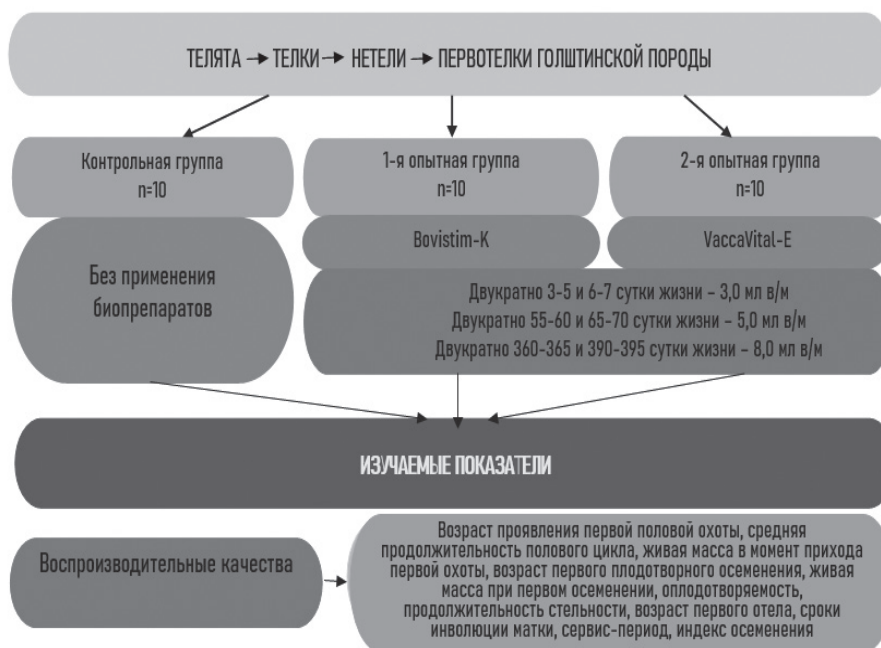 ТЕЛЯТА → ТЕЛКИ → НЕТЕЛИ → ПЕРВОТЕЛКИ ГОЛШТИНСКОЙ ПОРОДЫ
Контрольная группа
n=10
1-я опытная группа
n=10
2-я опытная группа
n=10
Без применения
биопрепаратов
Bovistim-K
VaccaVital-E
Двукратно 3-5 и 6-7 сутки жизни – 3,0 мл в/м
Двукратно 55-60 и 65-70 сутки жизни – 5,0 мл в/м
Двукратно 360-365 и 390-395 сутки жизни – 8,0 мл в/м
ИЗУЧАЕМЫЕ ПОКАЗАТЕЛИ
Воспроизводительные качества
Возраст проявления первой половой охоты, средняя
продолжительность полового цикла, живая масса в момент прихода
первой охоты, возраст первого плодотворного осеменения, живая
масса при первом осеменении, оплодотворяемость,
продолжительность стельности, возраст первого отела, сроки
инволюции матки, сервис-период, индекс осеменения